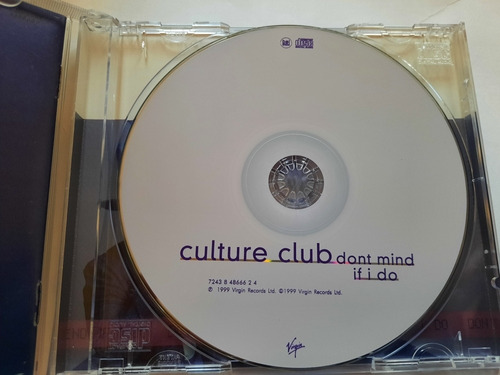 culture club dont mind
if i do
7243 8 48666 2 4
℗ 1999 Virgin Records Ltd. ©1999 Virgin Records Ltd.
Virgin